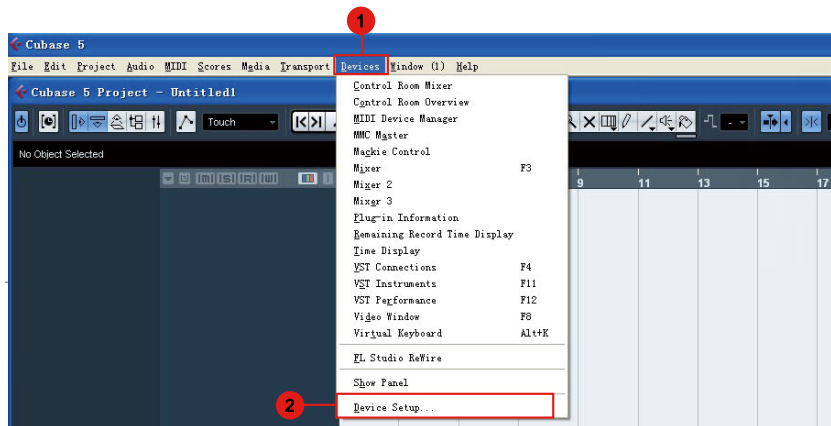 1
Cubase 5
File Edit Project Audio MIDI Scores Media Transport Devices Window (1) Help
Cubase 5 Project - Untitled1
Touch
No Object Selected
[m] [S] [R] [W]
9 11 13 15 17
Control Room Mixer
Control Room Overview
MIDI Device Manager
MMC Master
Mackie Control
Mixer F3
Mixer 2
Mixer 3
Plug-in Information
Remaining Record Time Display
Time Display
VST Connections F4
VST Instruments F11
VST Performance F12
Video Window F8
Virtual Keyboard Alt+K
FL Studio ReWire
Show Panel
2
Device Setup...